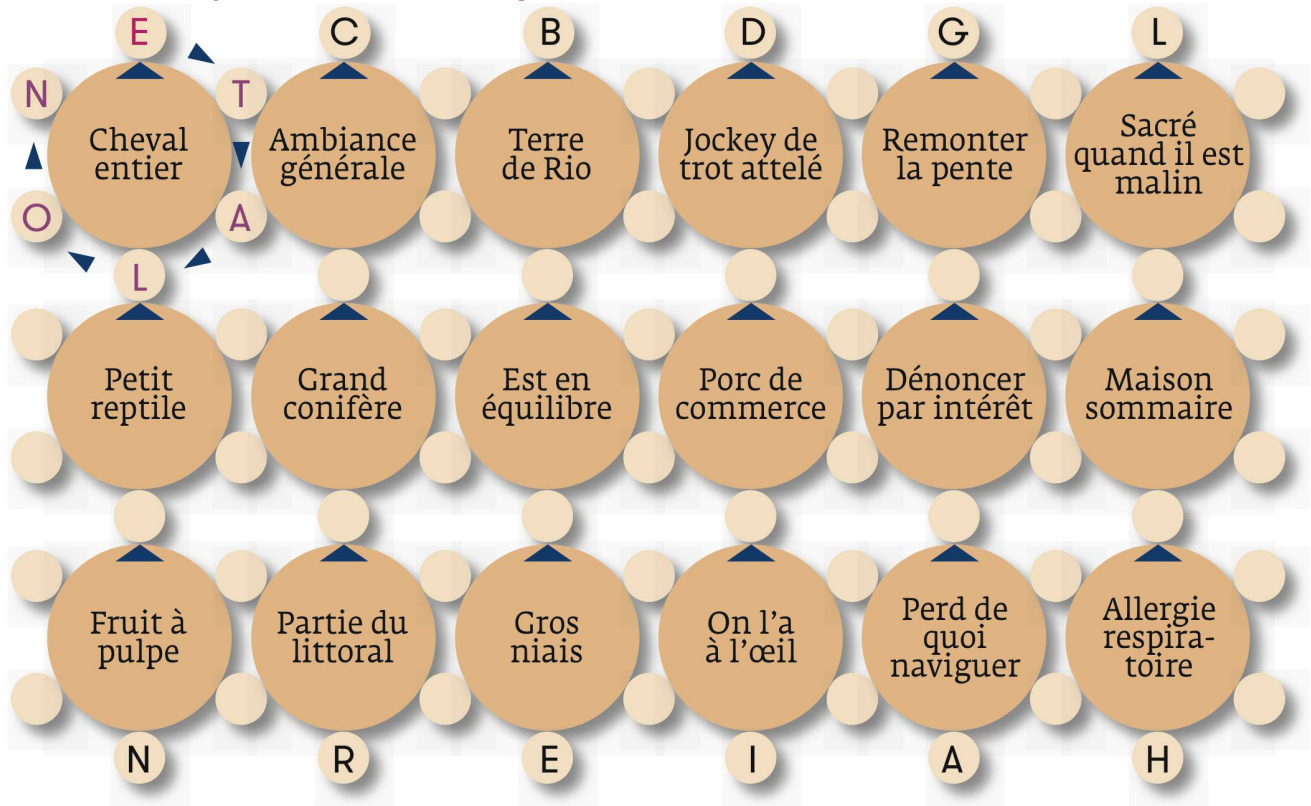 E C B D G L
N T
Cheval
entier
Ambiance
générale
Terre
de Rio
Jockey de
trot attelé
Remonter
la pente
Sacré
quand il est
malin
O A
L
Petit
reptile
Grand
conifère
Est en
équilibre
Porc de
commerce
Dénoncer
par intérêt
Maison
sommaire
Fruit à
pulpe
Partie du
littoral
Gros
niais
On l'a
à l'œil
Perd de
quoi
naviguer
Allergie
respira-
toire
N R E I A H